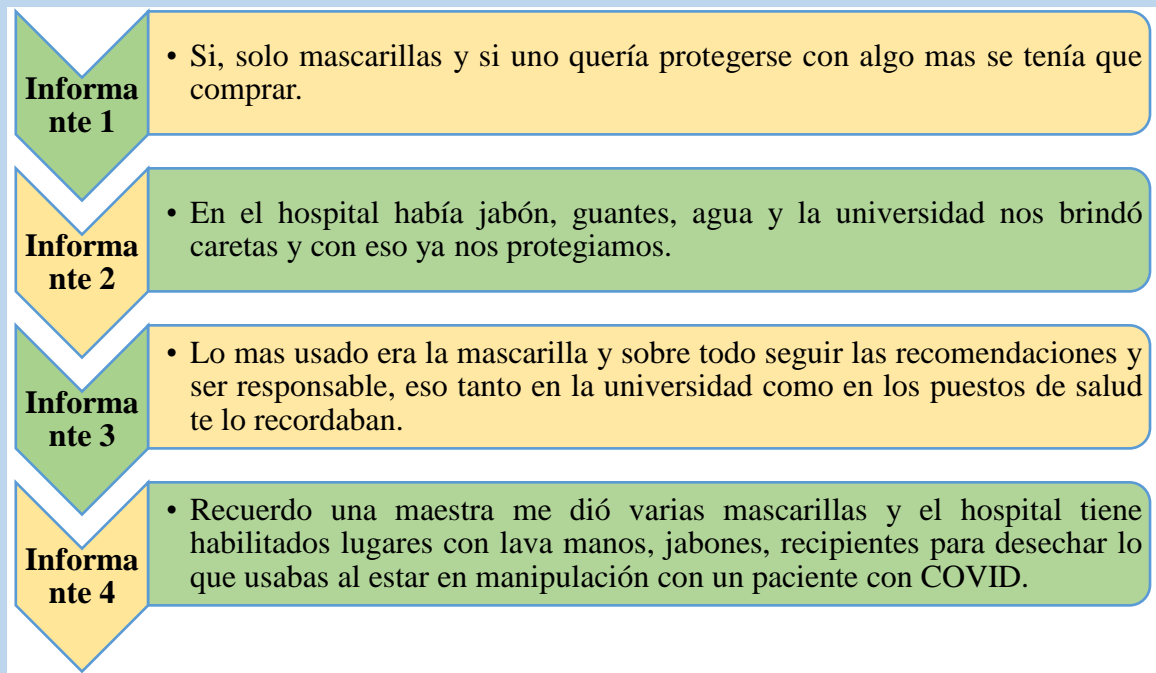 Informa
nte 1
• Si, solo mascarillas y si uno quería protegerse con algo mas se tenía que
comprar.
Informa
nte 2
• En el hospital había jabón, guantes, agua y la universidad nos brindó
caretas y con eso ya nos protegiamos.
Informa
nte 3
• Lo mas usado era la mascarilla y sobre todo seguir las recomendaciones y
ser responsable, eso tanto en la universidad como en los puestos de salud
te lo recordaban.
Informa
nte 4
• Recuerdo una maestra me dió varias mascarillas y el hospital tiene
habilitados lugares con lava manos, jabones, recipientes para desechar lo
que usabas al estar en manipulación con un paciente con COVID.